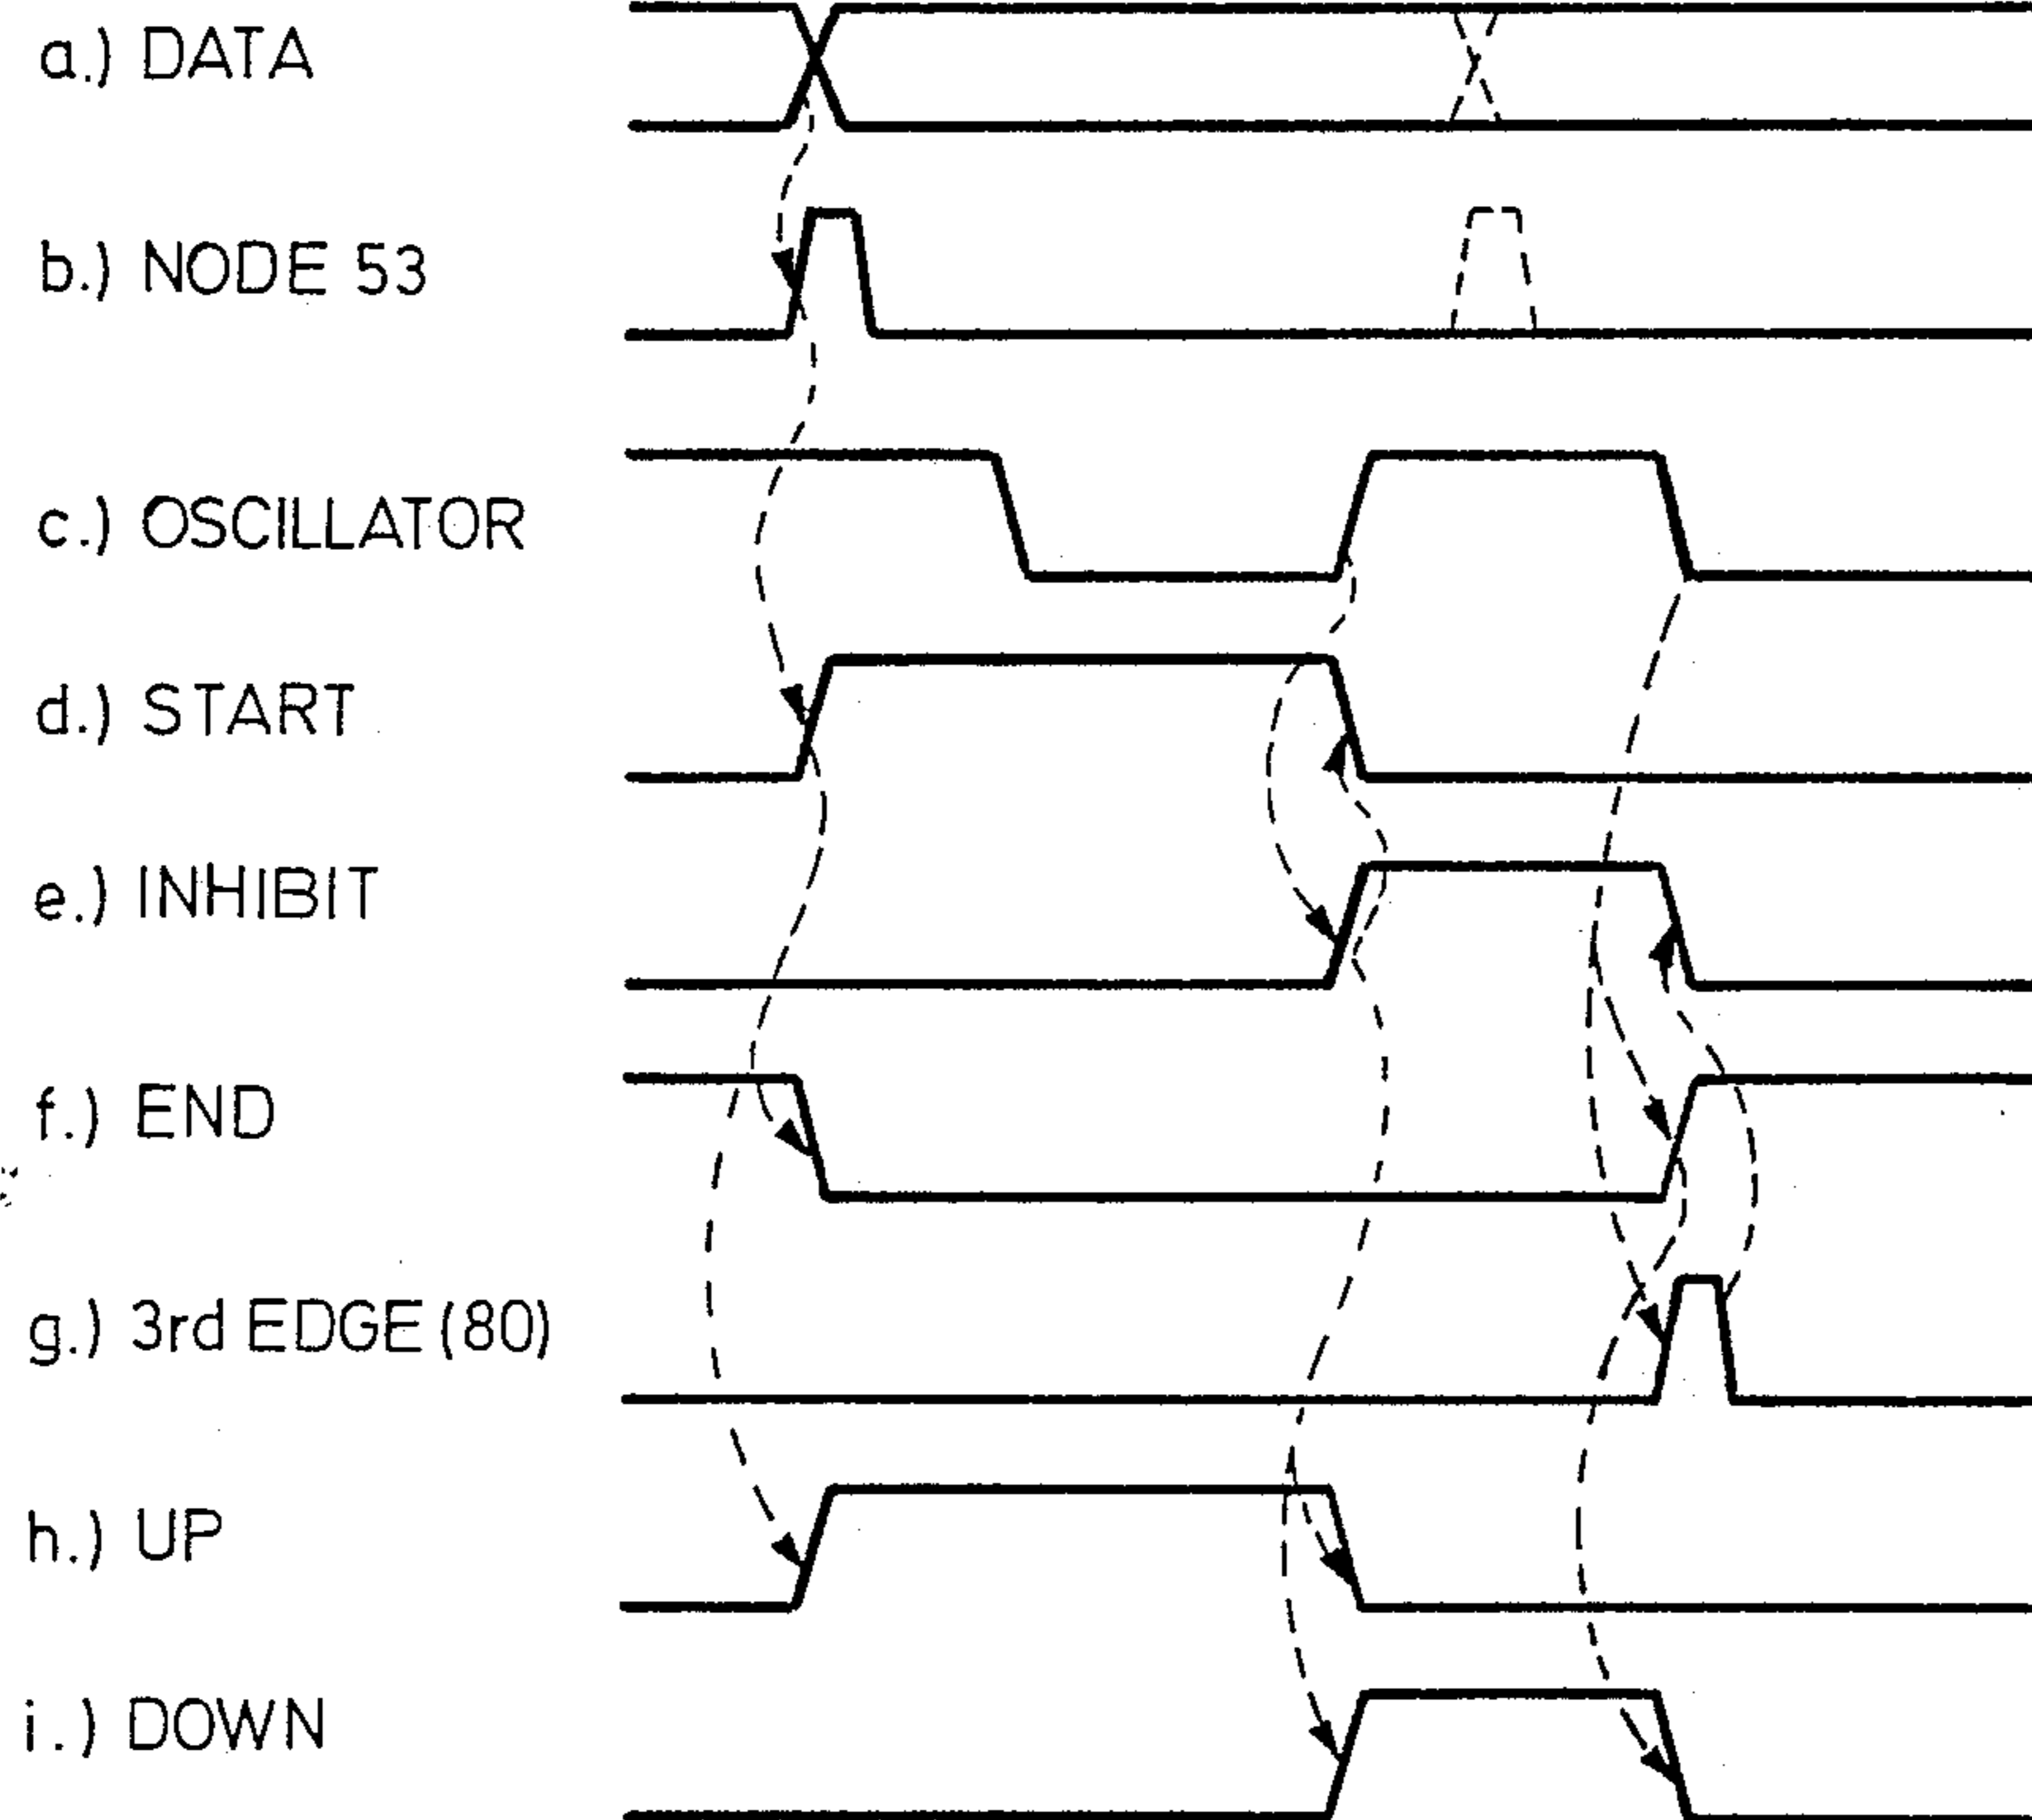 a.) DATA
b.) NODE 53
c.) OSCILLATOR
d.) START
e.) INHIBIT
f.) END
g.) 3rd EDGE (80)
h.) UP
i.) DOWN